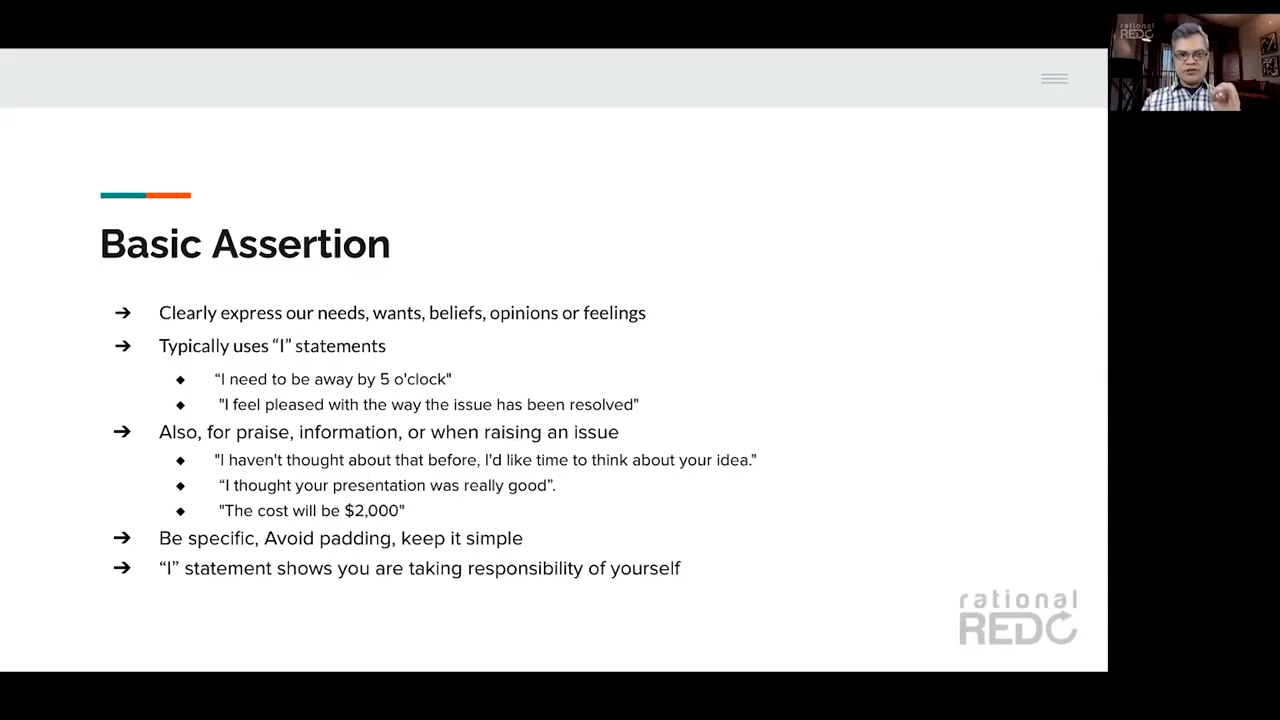 rational
REDO
Basic Assertion
➔ Clearly express our needs, wants, beliefs, opinions or feelings
➔ Typically uses “I” statements
◆ “I need to be away by 5 o'clock"
◆ "I feel pleased with the way the issue has been resolved"
➔ Also, for praise, information, or when raising an issue
◆ "I haven't thought about that before, I'd like time to think about your idea."
◆ “I thought your presentation was really good”.
◆ "The cost will be $2,000"
➔ Be specific, Avoid padding, keep it simple
➔ “I” statement shows you are taking responsibility of yourself
rational
REDO